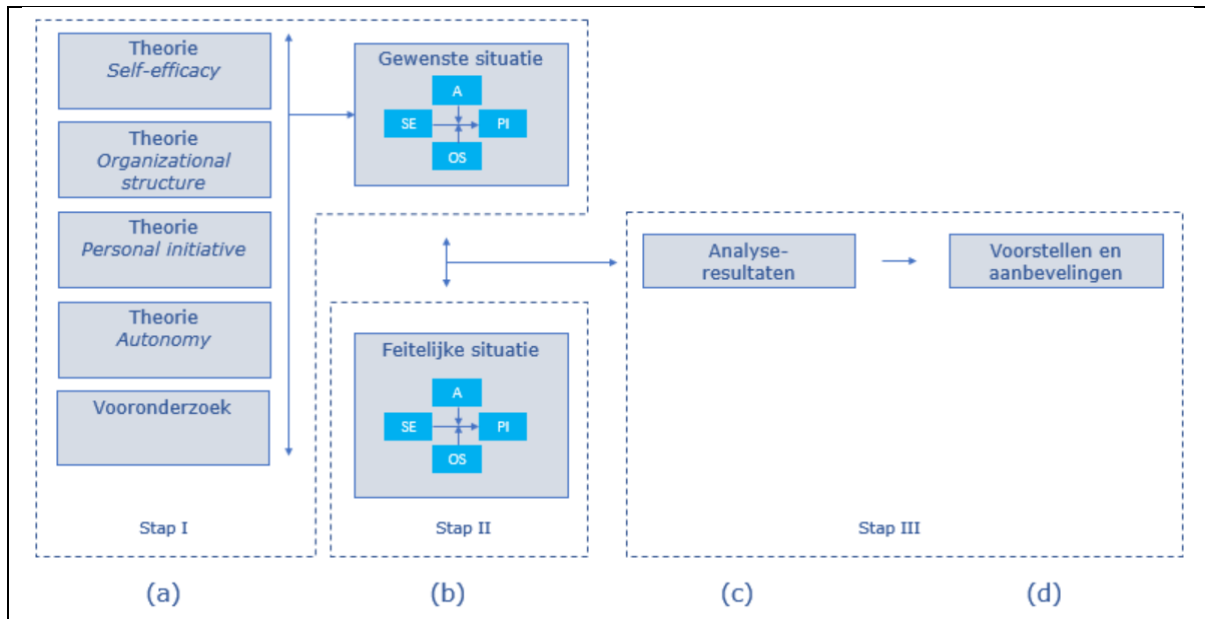 Theorie
Self-efficacy
Theorie
Organizational
structure
Theorie
Personal initiative
Theorie
Autonomy
Vooronderzoek
Stap I
Gewenste situatie
A
SE
PI
OS
Feitelijke situatie
A
SE
PI
OS
Stap II
Analyse-
resultaten
Voorstellen en
aanbevelingen
Stap III
(a)
(b)
(c)
(d)